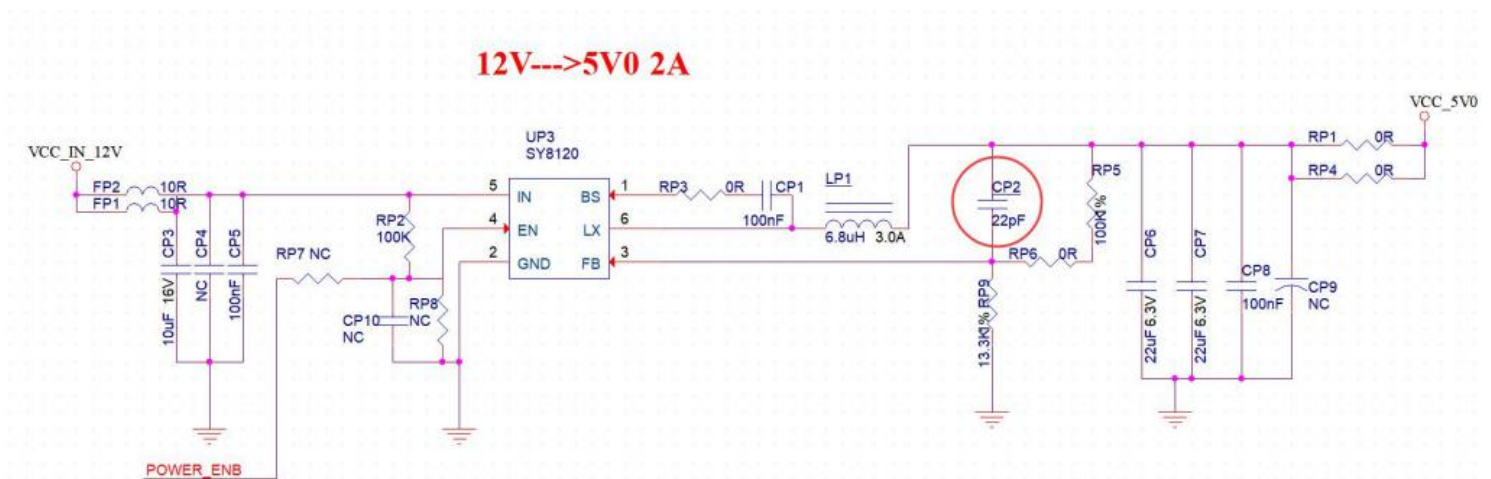 12V--->5V0 2A
VCC_5V0
VCC_IN_12V
UP3
SY8120
FP2 10R
FP1 10R
CP3
10uF 16V
CP4
NC
CP5
100nF
RP2
100K
RP7 NC
CP10
NC
RP8
NC
5 IN
4 EN
2 GND
BS 1
LX 6
FB 3
RP3 0R
CP1
100nF
LP1
6.8uH 3.0A
CP2
22pF
RP5
100K1%
RP6 0R
RP9
13.3K1%
CP6
22uF 6.3V
CP7
22uF 6.3V
CP8
100nF
CP9
NC
RP1 0R
RP4 0R
POWER_ENB